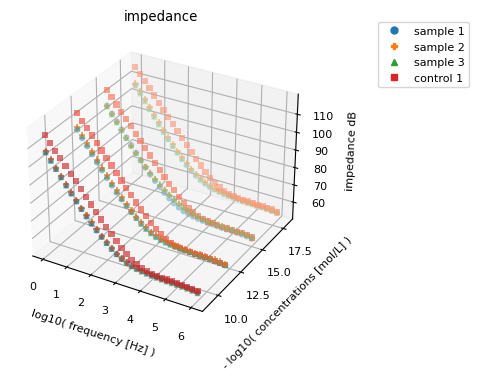 impedance
sample 1
sample 2
sample 3
control 1
110
100
90
80
70
60
impedance dB
17.5
15.0
12.5
10.0
- log10( concentrations [mol/L] )
0 1 2 3 4 5 6
log10( frequency [Hz] )